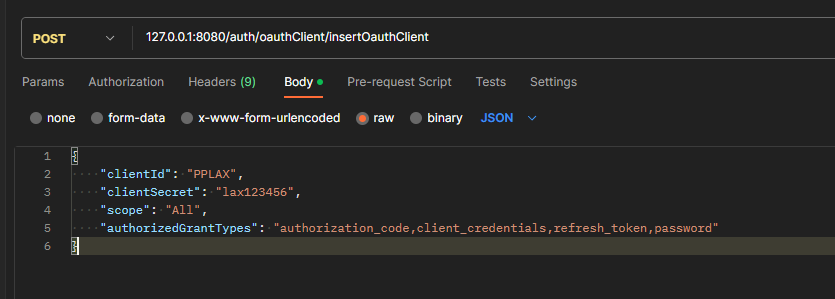 POST 127.0.0.1:8080/auth/oauthClient/insertOauthClient
Params Authorization Headers (9) Body Pre-request Script Tests Settings
none form-data x-www-form-urlencoded raw binary JSON
1 {
2 "clientId": "PPLAX",
3 "clientSecret": "lax123456",
4 "scope": "All",
5 "authorizedGrantTypes": "authorization_code,client_credentials,refresh_token,password"
6 }